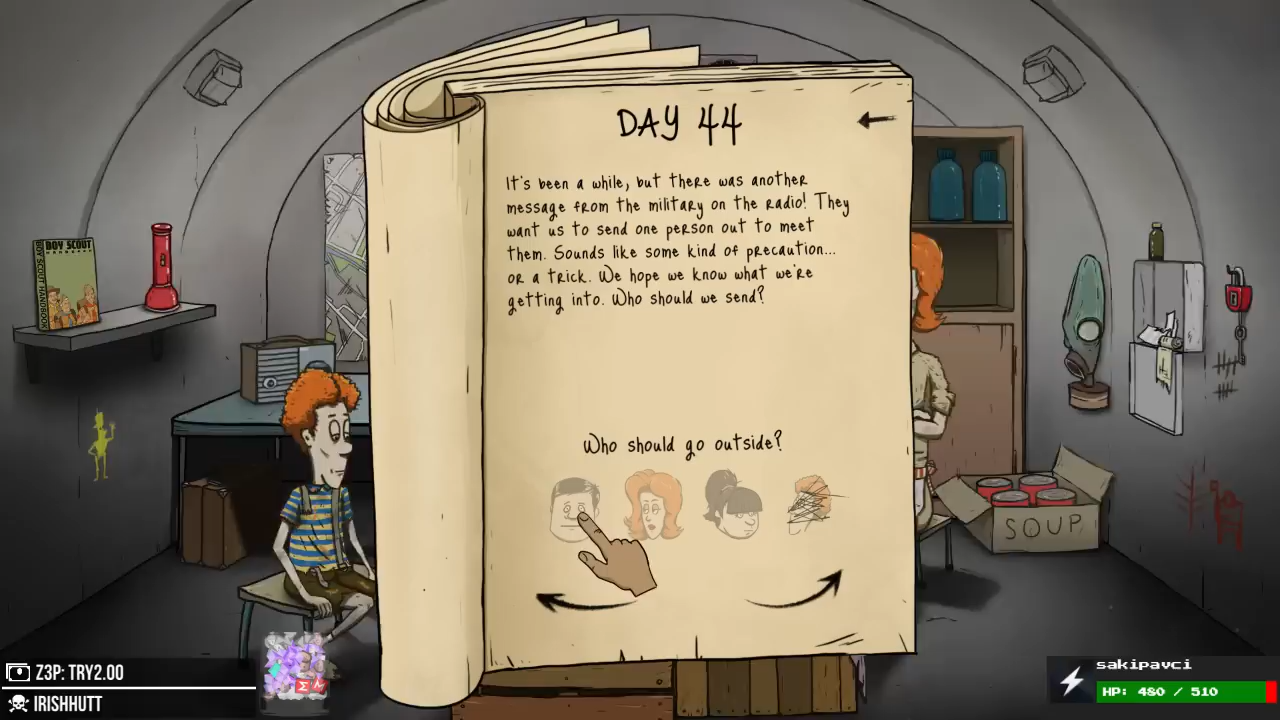 DAY 44
It's been a while, but there was another
message from the military on the radio! They
want us to send one person out to meet
them. Sounds like some kind of precaution...
or a trick. We hope we know what we're
getting into. Who should we send?
Who should go outside?
BOY SCOUT
BOY SCOUT HANDBOOK
SOUP
Z3P: TRY2.00
IRISHHUTT
sakipavci
HP: 480 / 510